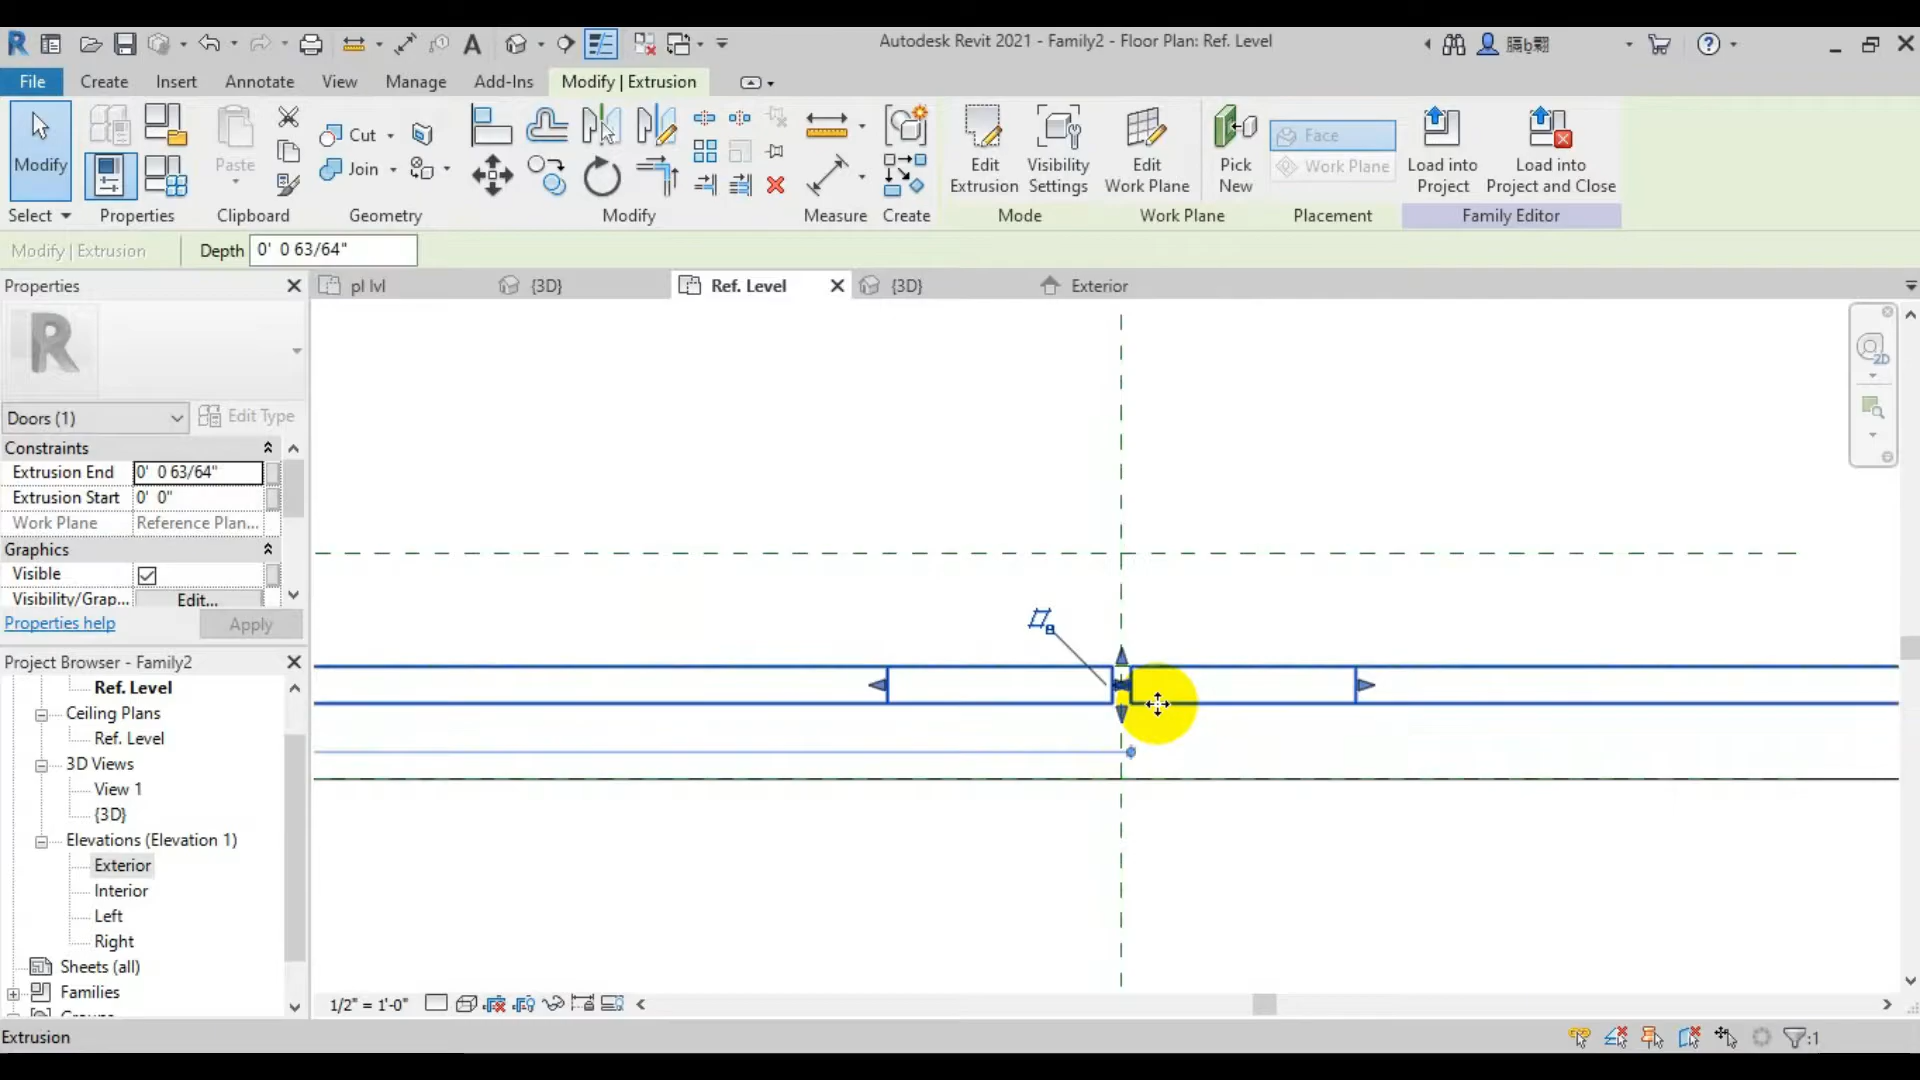 Autodesk Revit 2021 - Family2 - Floor Plan: Ref. Level
File Create Insert Annotate View Manage Add-Ins Modify | Extrusion
Modify
Paste
Cut
Join
Edit Extrusion
Visibility Settings
Edit Work Plane
Pick New
Face
Work Plane
Load into Project
Load into Project and Close
Select Properties Clipboard Geometry Modify Measure Create Mode Work Plane Placement Family Editor
Modify | Extrusion Depth 0' 0 63/64"
Properties
pl lvl {3D} Ref. Level {3D} Exterior
Doors (1) Edit Type
Constraints
Extrusion End 0' 0 63/64"
Extrusion Start 0' 0"
Work Plane Reference Plan...
Graphics
Visible
Visibility/Grap... Edit...
Properties help Apply
Project Browser - Family2
Ref. Level
Ceiling Plans
Ref. Level
3D Views
View 1
{3D}
Elevations (Elevation 1)
Exterior
Interior
Left
Right
Sheets (all)
Families
1/2" = 1'-0"
Extrusion
:1
2D